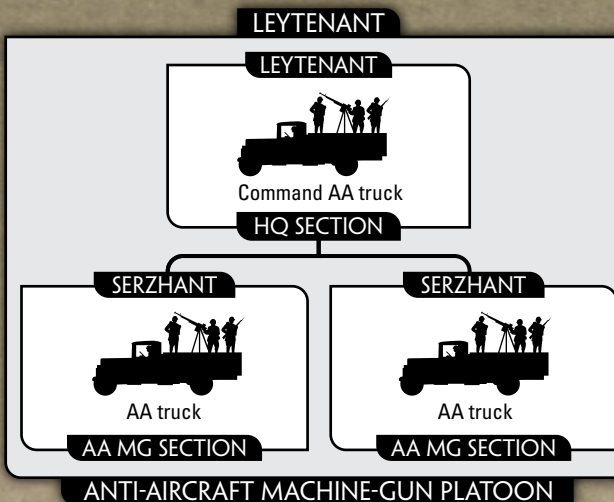 LEYTENANT
LEYTENANT
Command AA truck
HQ SECTION
SERZHANT
SERZHANT
AA truck
AA truck
AA MG SECTION
AA MG SECTION
ANTI-AIRCRAFT MACHINE-GUN PLATOON